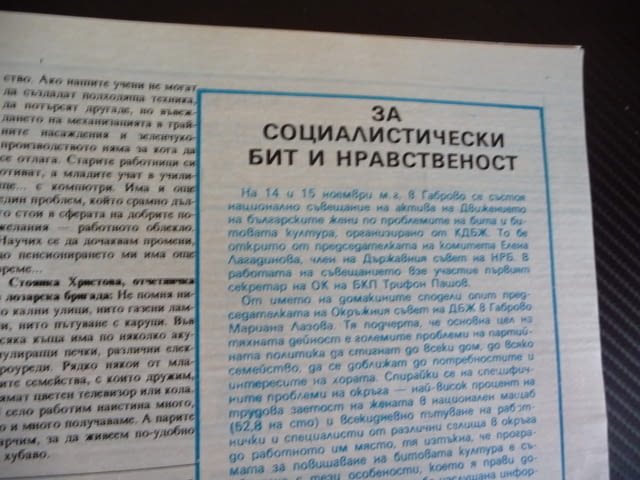 ство. Ако нашите учени не могат
да създадат подходяща техника,
да потърсят другаде, но въвеж-
дането на механизацията в трай-
ните насаждения и зеленчуко-
производството няма за кога да
се отлага. Старите работници си
отиват, а младите учат в учили-
ще... с компютри. Има и още
един проблем, който срамно дъл-
го стои в сферата на добрите по-
желания — работното облекло.
Научих се да дочаквам промени,
до пенсионирането ми има още
време...
Стоянка Христова, отчетничка
в лозарска бригада: Не помня ни-
то кални улици, нито газени лам-
пи, нито пътуване с каруци. Във
всяка къща има по няколко аку-
мулиращи печки, различни елек-
троуреди. Рядко някои от мла-
дите семейства, с които дружим,
нямат цветен телевизор или кола.
В село работим наистина много,
но и много получаваме. А парите
харчим, за да живеем по-удобно
и хубаво.
ЗА
СОЦИАЛИСТИЧЕСКИ
БИТ И НРАВСТВЕНОСТ
На 14 и 15 ноември м.г. в Габрово се състоя
национално съвещание на актива на Движението
на българските жени по проблемите на бита и би-
товата култура, организирано от КДБЖ. То бе
открито от председателката на комитета Елена
Лагадинова, член на Държавния съвет на НРБ. В
работата на съвещанието взе участие първият
секретар на ОК на БКП Трифон Пашов.
От името на домакините сподели опит пред-
седателката на Окръжния съвет на ДБЖ в Габрово
Мариана Лазова. Тя подчерта, че основна цел на
тяхната дейност е големите проблеми на партий-
ната политика да стигнат до всеки дом, до всяко
семейство, да се доближат до потребностите и
интересите на хората. Спирайки се на специфич-
ните проблеми на окръга — най-висок процент на
трудова заетост на жената в национален мащаб
(52,8 на сто) и всекидневно пътуване на работ-
нички и специалисти от различни селища в окръга
до работното им място, тя изтъкна, че програ-
мата за повишаване на битовата култура е съ-
с тези особености, което я прави до-
изслушана инфор-